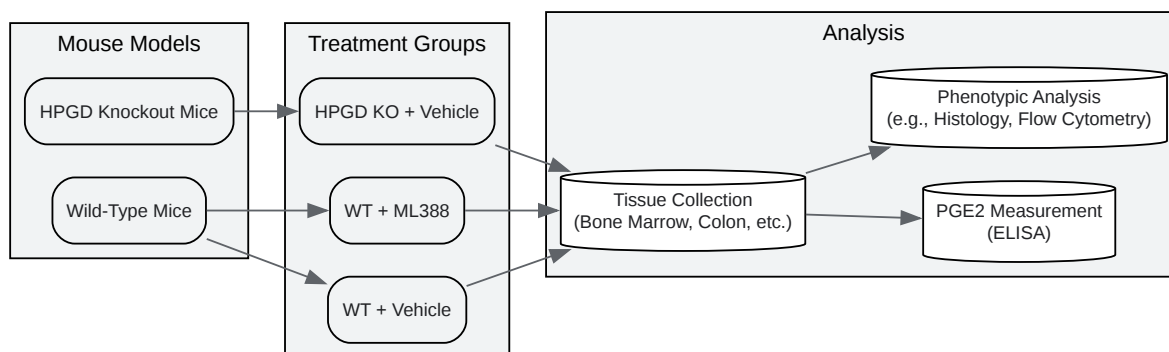 Mouse Models
HPGD Knockout Mice
Wild-Type Mice
Treatment Groups
HPGD KO + Vehicle
WT + ML388
WT + Vehicle
Analysis
Tissue Collection
(Bone Marrow, Colon, etc.)
Phenotypic Analysis
(e.g., Histology, Flow Cytometry)
PGE2 Measurement
(ELISA)